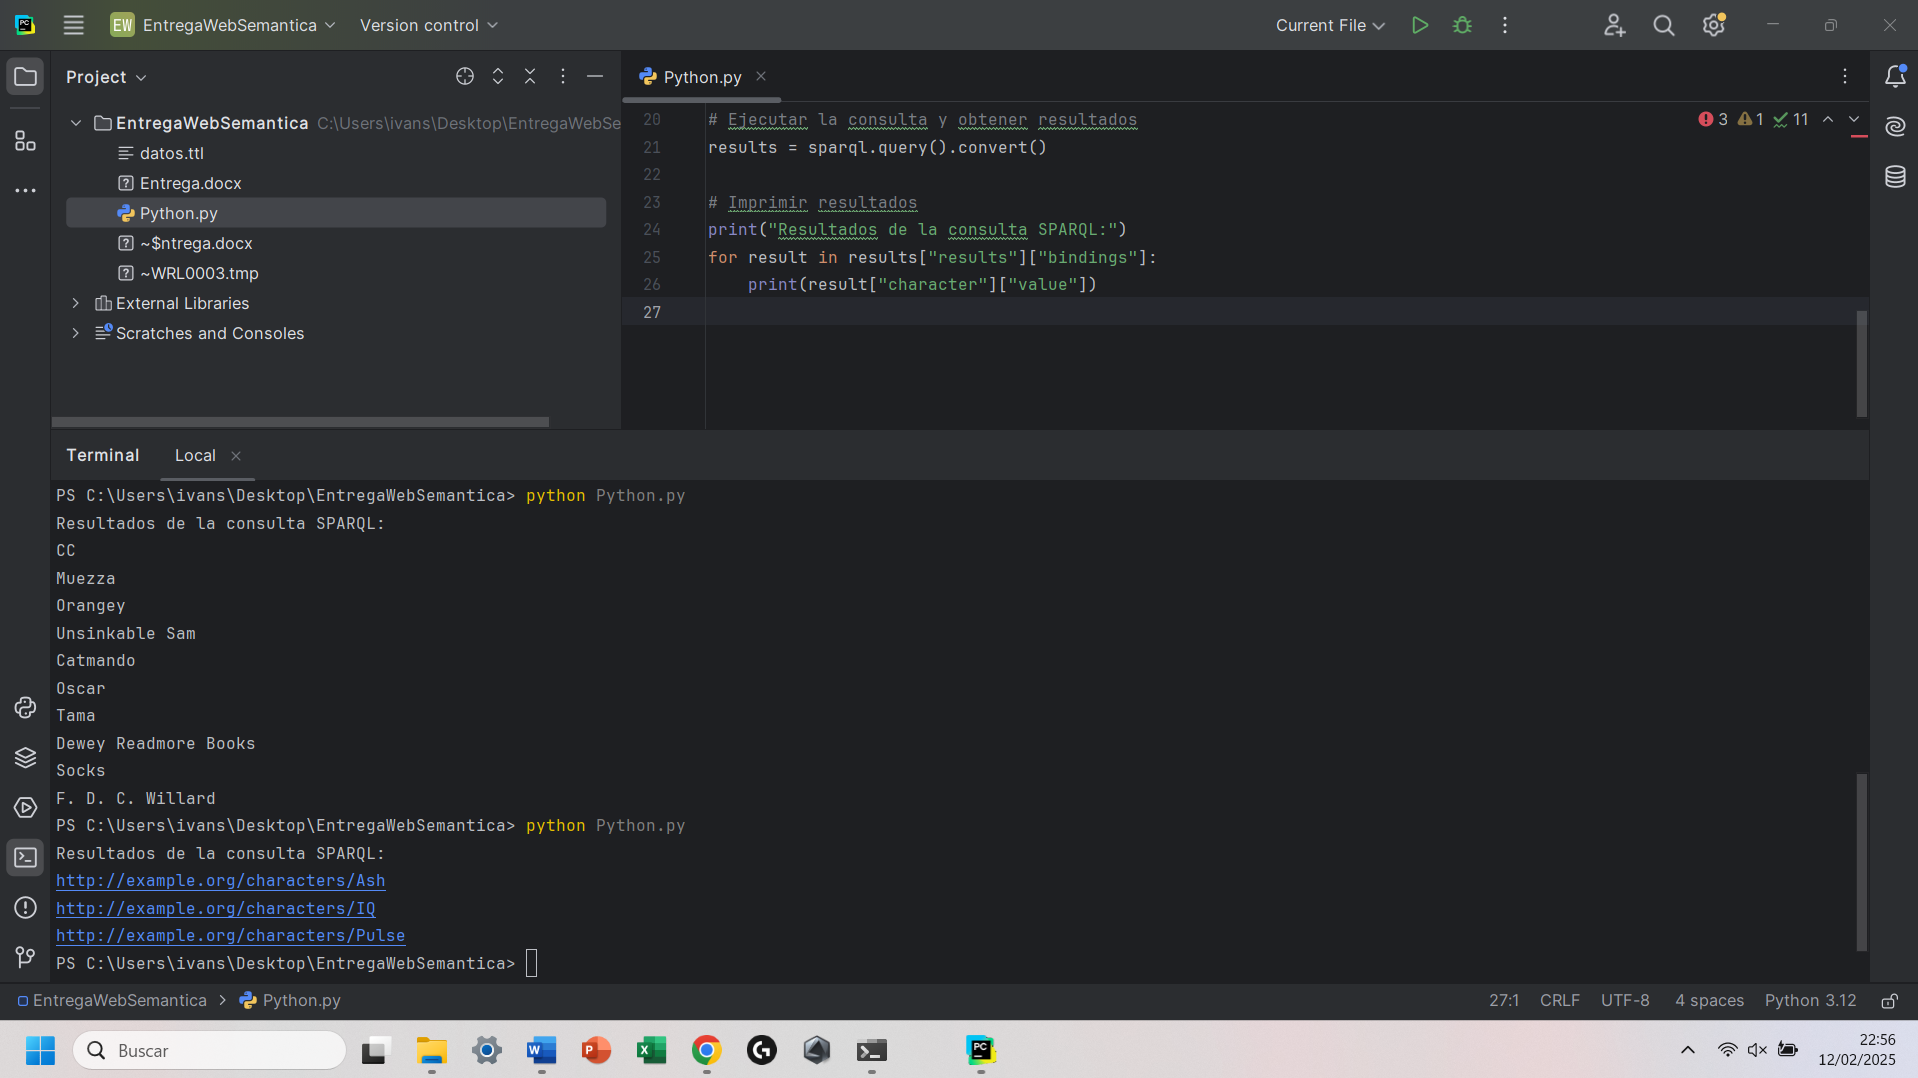 EW EntregaWebSemantica Version control Current File
Project
Python.py
EntregaWebSemantica C:\Users\ivans\Desktop\EntregaWebSe
datos.ttl
Entrega.docx
Python.py
~$ntrega.docx
~WRL0003.tmp
External Libraries
Scratches and Consoles
20 # Ejecutar la consulta y obtener resultados
3 1 11
21 results = sparql.query().convert()
22
23 # Imprimir resultados
24 print("Resultados de la consulta SPARQL:")
25 for result in results["results"]["bindings"]:
26 print(result["character"]["value"])
27
Terminal Local
PS C:\Users\ivans\Desktop\EntregaWebSemantica> python Python.py
Resultados de la consulta SPARQL:
CC
Muezza
Orangey
Unsinkable Sam
Catmando
Oscar
Tama
Dewey Readmore Books
Socks
F. D. C. Willard
PS C:\Users\ivans\Desktop\EntregaWebSemantica> python Python.py
Resultados de la consulta SPARQL:
http://example.org/characters/Ash
http://example.org/characters/IQ
http://example.org/characters/Pulse
PS C:\Users\ivans\Desktop\EntregaWebSemantica>
EntregaWebSemantica > Python.py
27:1 CRLF UTF-8 4 spaces Python 3.12
Buscar
22:56
12/02/2025